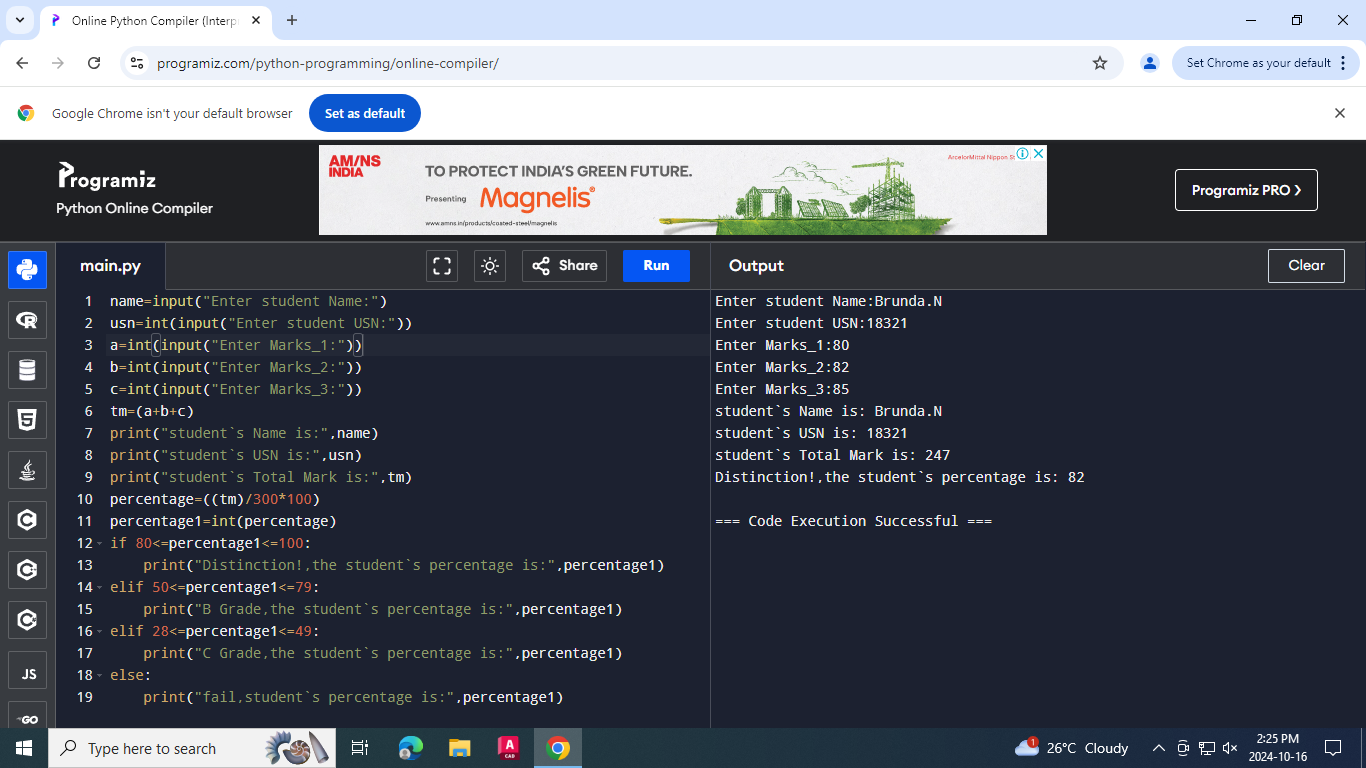 Online Python Compiler (Interp
programiz.com/python-programming/online-compiler/
Set Chrome as your default
Google Chrome isn't your default browser
Set as default
Programiz
Python Online Compiler
AM/NS
INDIA
TO PROTECT INDIA'S GREEN FUTURE.
Presenting Magnelis®
www.amns.in/products/coated-steel/magnelis
ArcelorMittal Nippon St
Programiz PRO >
main.py
Share
Run
Output
Clear
1 name=input("Enter student Name:")
2 usn=int(input("Enter student USN:"))
3 a=int(input("Enter Marks_1:"))
4 b=int(input("Enter Marks_2:"))
5 c=int(input("Enter Marks_3:"))
6 tm=(a+b+c)
7 print("student`s Name is:",name)
8 print("student`s USN is:",usn)
9 print("student`s Total Mark is:",tm)
10 percentage=((tm)/300*100)
11 percentage1=int(percentage)
12 if 80<=percentage1<=100:
13     print("Distinction!,the student`s percentage is:",percentage1)
14 elif 50<=percentage1<=79:
15     print("B Grade,the student`s percentage is:",percentage1)
16 elif 28<=percentage1<=49:
17     print("C Grade,the student`s percentage is:",percentage1)
18 else:
19     print("fail,student`s percentage is:",percentage1)
Enter student Name:Brunda.N
Enter student USN:18321
Enter Marks_1:80
Enter Marks_2:82
Enter Marks_3:85
student`s Name is: Brunda.N
student`s USN is: 18321
student`s Total Mark is: 247
Distinction!,the student`s percentage is: 82
=== Code Execution Successful ===
JS
GO
Type here to search
A
CAD
1
26°C Cloudy
2:25 PM
2024-10-16